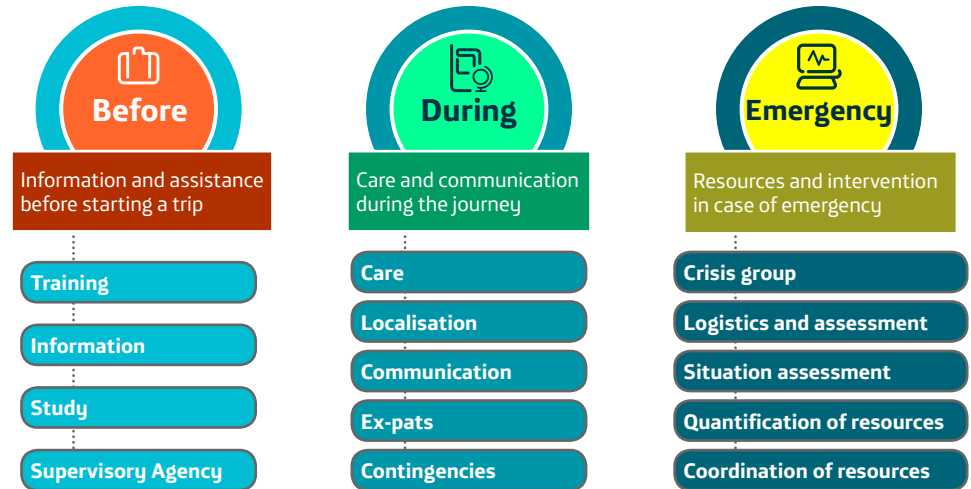 Before
Information and assistance
before starting a trip
Training
Information
Study
Supervisory Agency
During
Care and communication
during the journey
Care
Localisation
Communication
Ex-pats
Contingencies
Emergency
Resources and intervention
in case of emergency
Crisis group
Logistics and assessment
Situation assessment
Quantification of resources
Coordination of resources